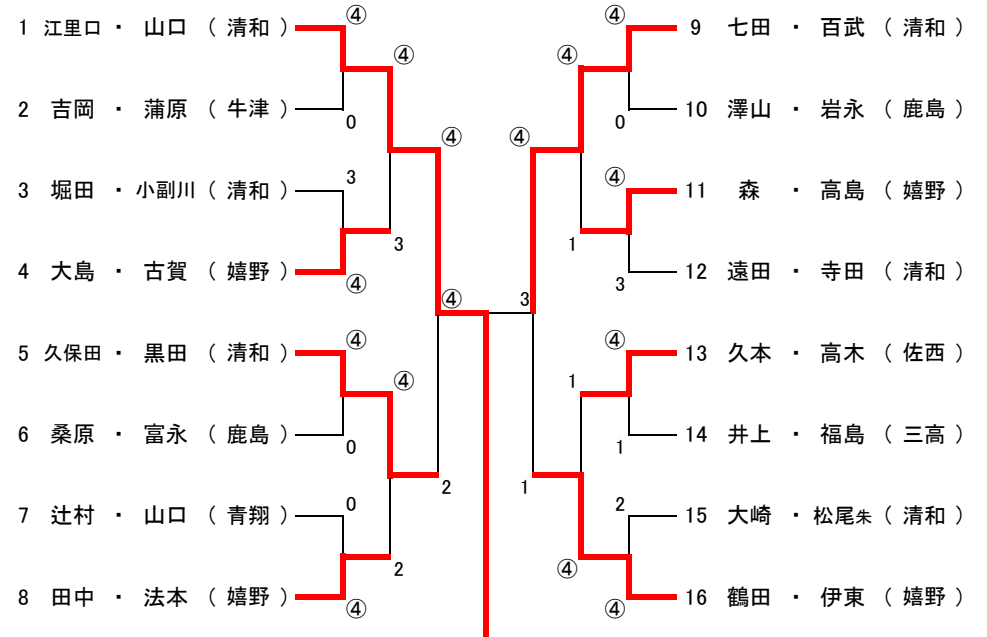 1 江里口 ・ 山口 （ 清和 ）
④
0
2 吉岡 ・ 蒲原 （ 牛津 ）
④
3 堀田 ・ 小副川 （ 清和 ）
3
④
4 大島 ・ 古賀 （ 嬉野 ）
3
④
5 久保田 ・ 黒田 （ 清和 ）
④
0
6 桑原 ・ 富永 （ 鹿島 ）
④
7 辻村 ・ 山口 （ 青翔 ）
0
④
8 田中 ・ 法本 （ 嬉野 ）
2
2
④
3
④
9 七田 ・ 百武 （ 清和 ）
④
0
10 澤山 ・ 岩永 （ 鹿島 ）
④
11 森 ・ 高島 （ 嬉野 ）
④
3
12 遠田 ・ 寺田 （ 清和 ）
1
13 久本 ・ 高木 （ 佐西 ）
④
1
14 井上 ・ 福島 （ 三高 ）
1
15 大崎 ・ 松尾朱 （ 清和 ）
2
④
16 鶴田 ・ 伊東 （ 嬉野 ）
④
1